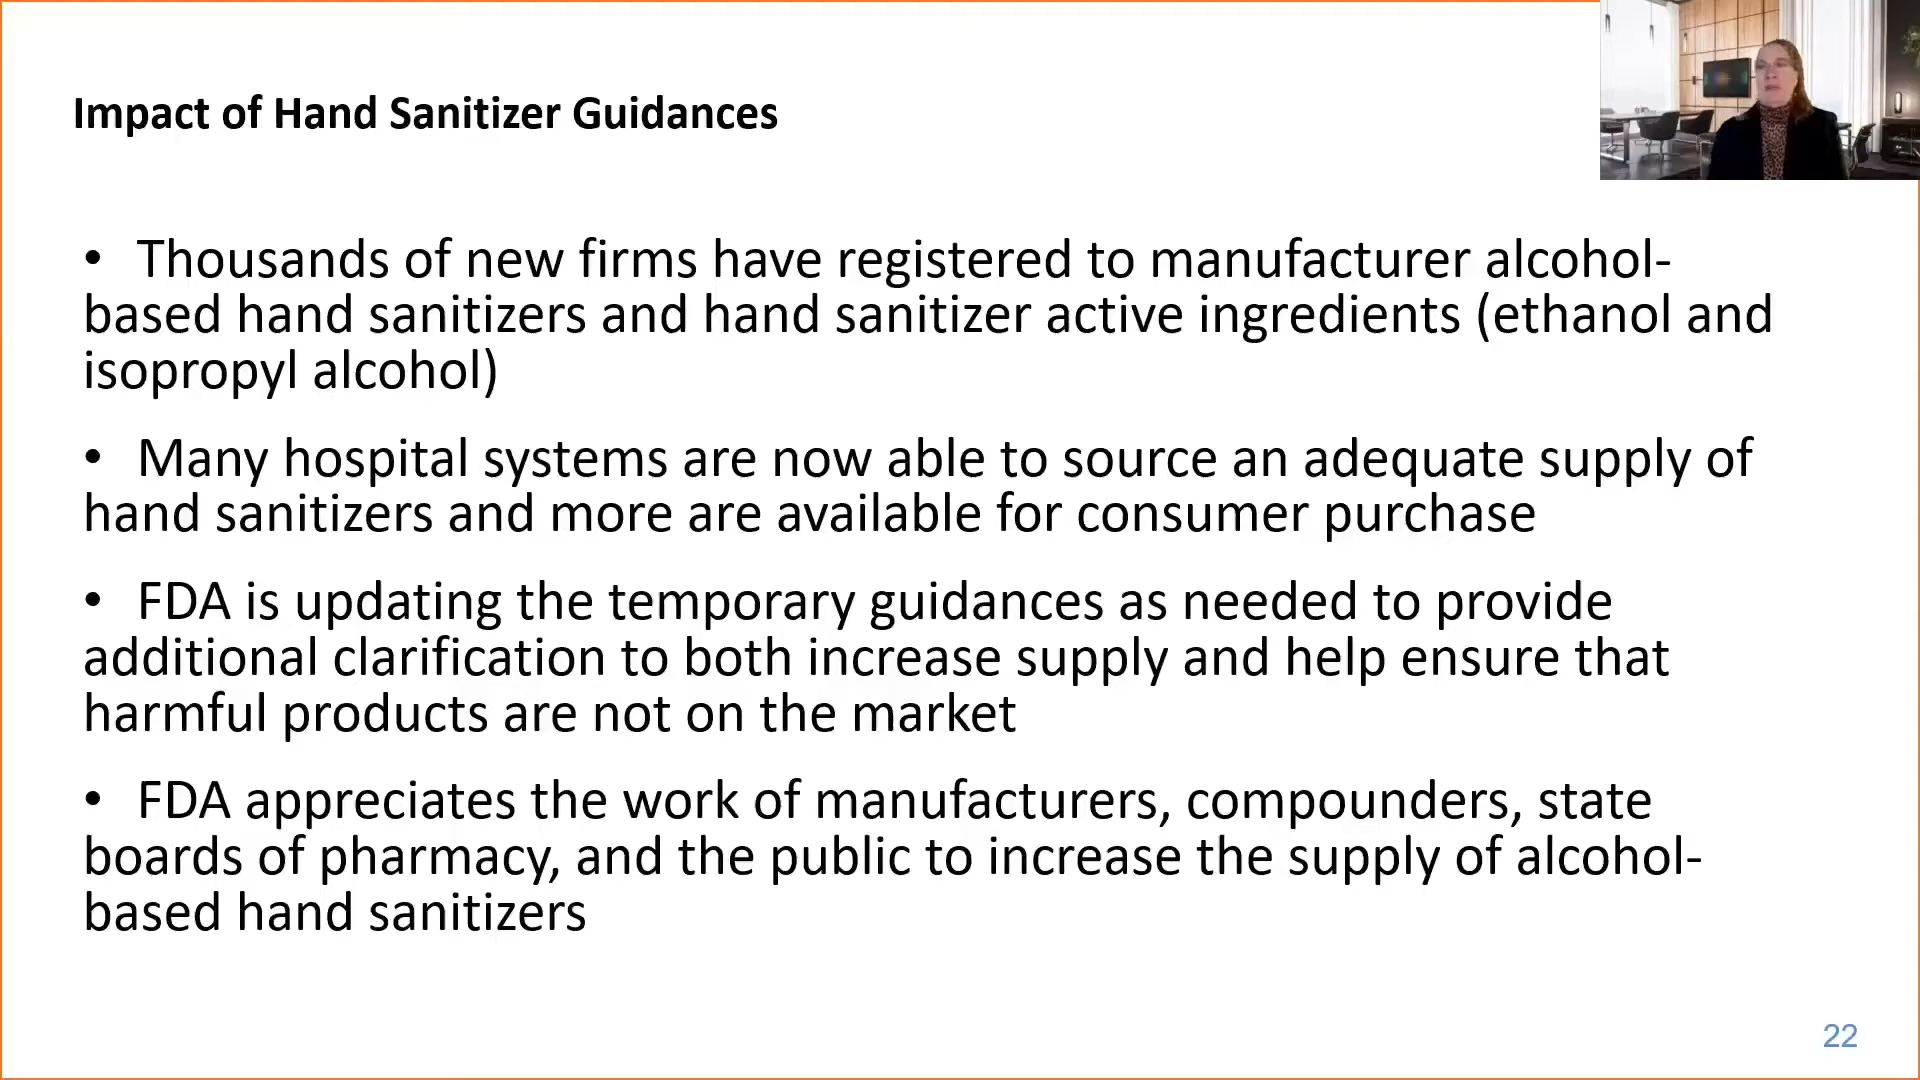 Impact of Hand Sanitizer Guidances
• Thousands of new firms have registered to manufacturer alcohol-
based hand sanitizers and hand sanitizer active ingredients (ethanol and
isopropyl alcohol)
• Many hospital systems are now able to source an adequate supply of
hand sanitizers and more are available for consumer purchase
• FDA is updating the temporary guidances as needed to provide
additional clarification to both increase supply and help ensure that
harmful products are not on the market
• FDA appreciates the work of manufacturers, compounders, state
boards of pharmacy, and the public to increase the supply of alcohol-
based hand sanitizers
22